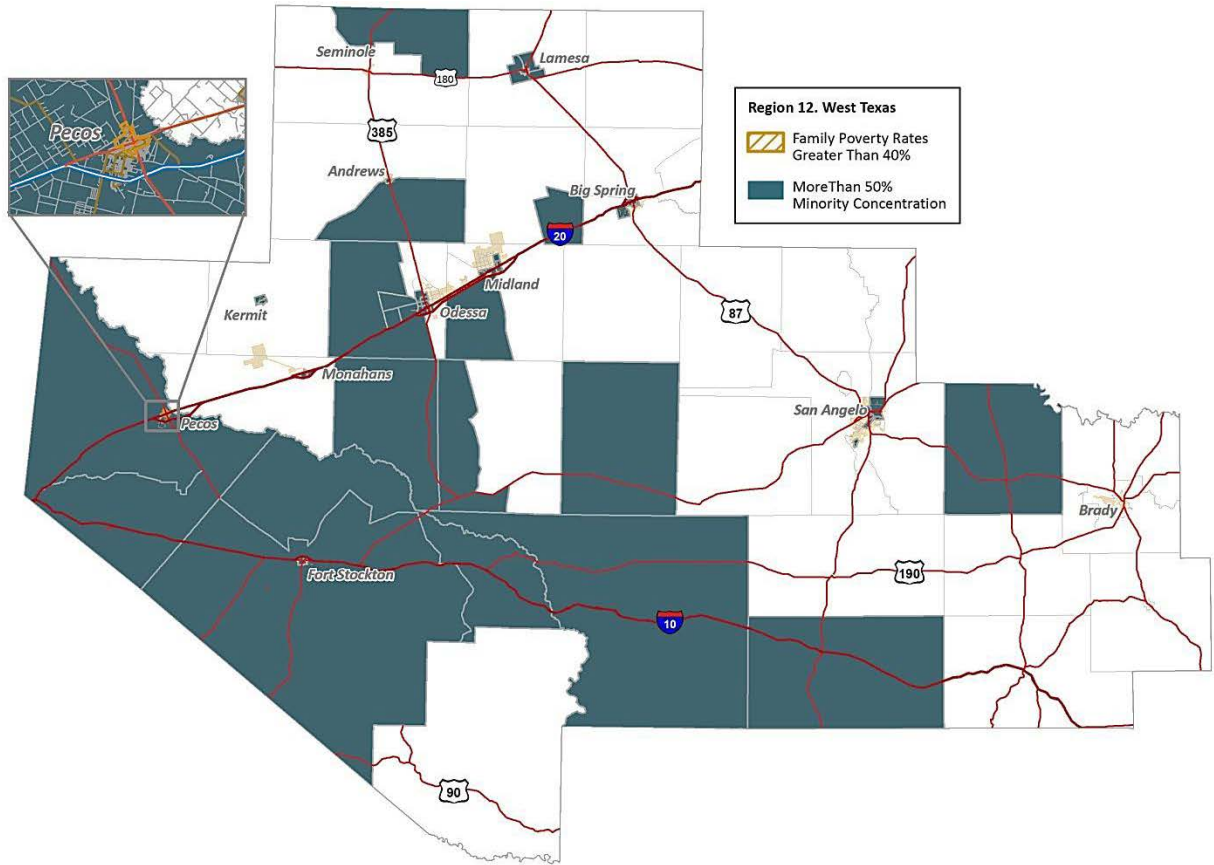 Seminole
Lamesa
180
Pecos
385
Region 12. West Texas
Family Poverty Rates
Greater Than 40%
MoreThan 50%
Minority Concentration
Andrews
Big Spring
20
Midland
Kermit
Odessa
87
Monahans
Pecos
San Angelo
Brady
Fort Stockton
190
10
90